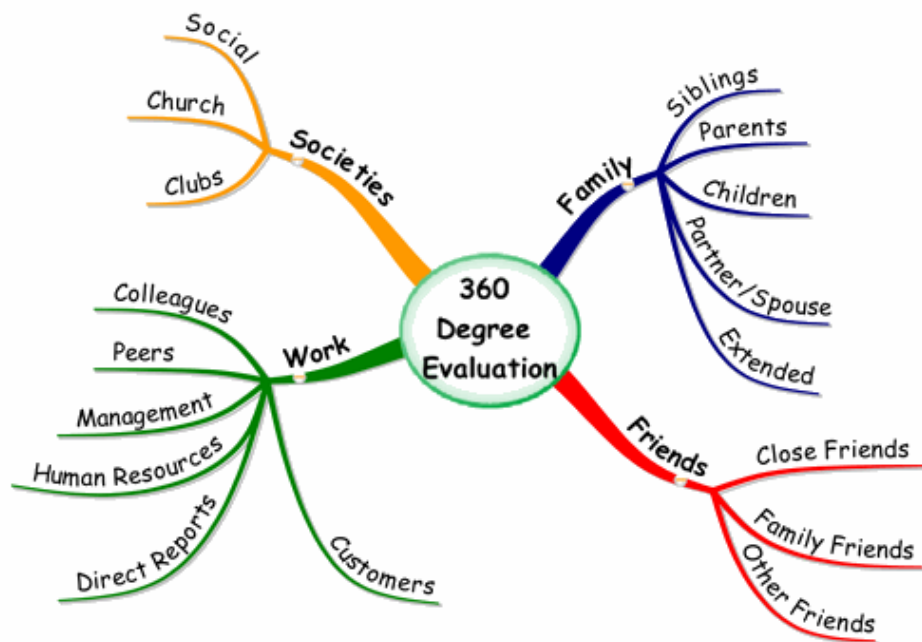 360
Degree
Evaluation
Societies
Social
Church
Clubs
Family
Siblings
Parents
Children
Partner/Spouse
Extended
Work
Colleagues
Peers
Management
Human Resources
Direct Reports
Customers
Friends
Close Friends
Family Friends
Other Friends